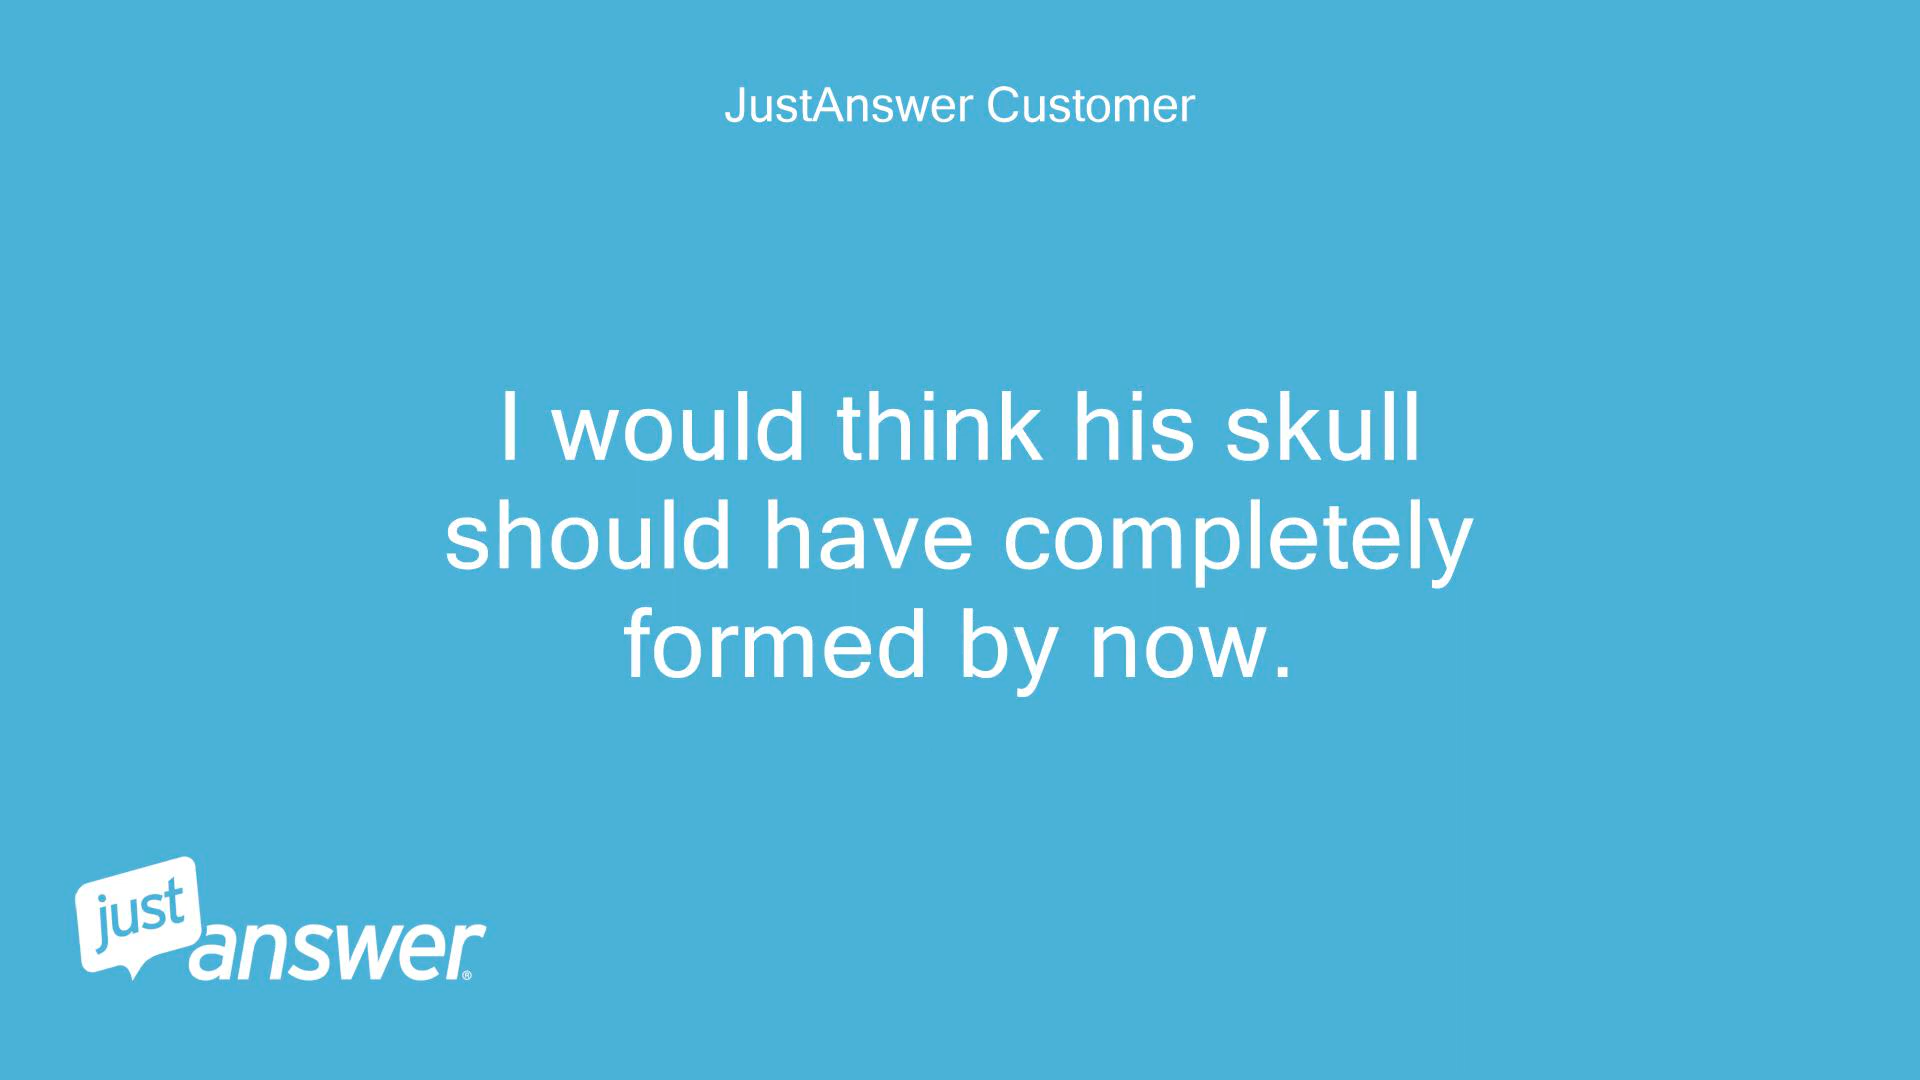 JustAnswer Customer
I would think his skull
should have completely
formed by now.
just
answer®